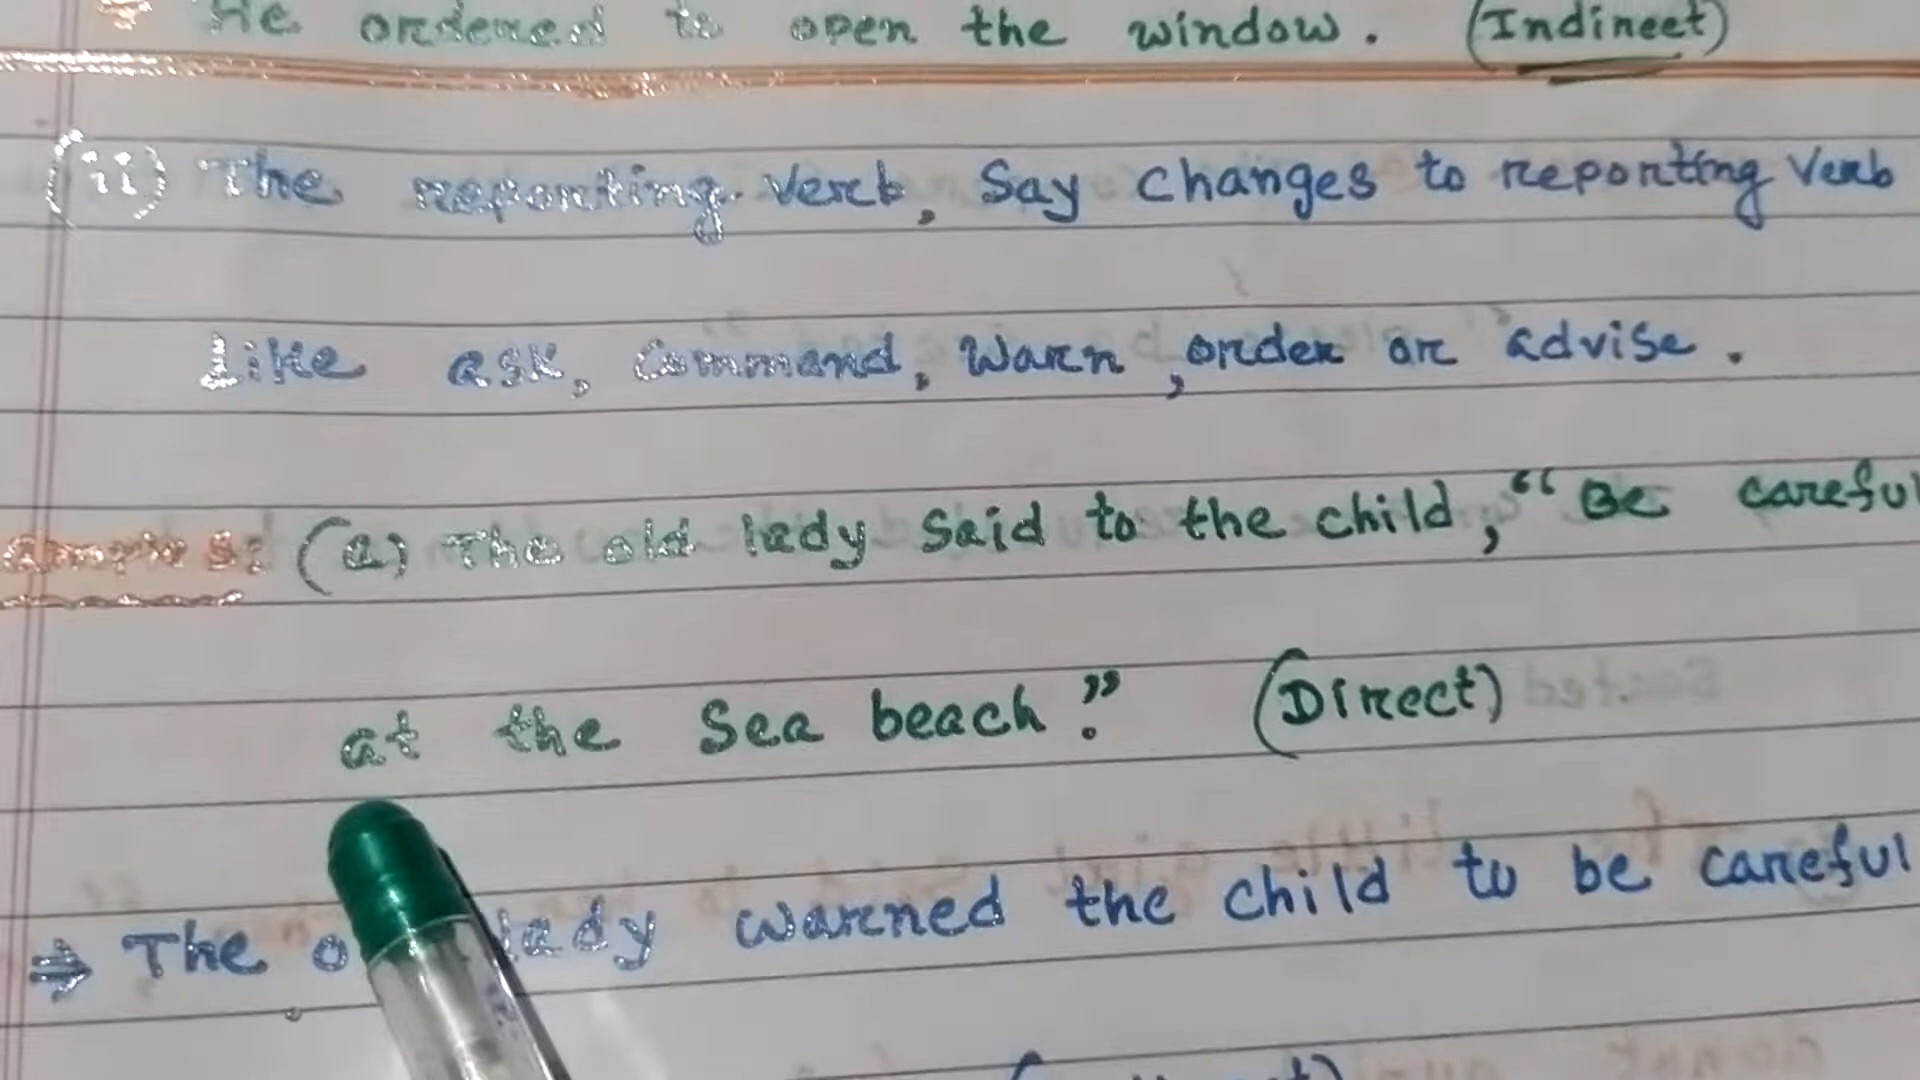 He ordered to open the window. (Indirect)
(ii) The reporting verb, Say changes to reporting verb
Like ask, Command, Warn, order or advise.
(a) The old lady Said to the child, “Be careful
at the Sea beach”. (Direct)
⇒ The lady warned the child to be careful